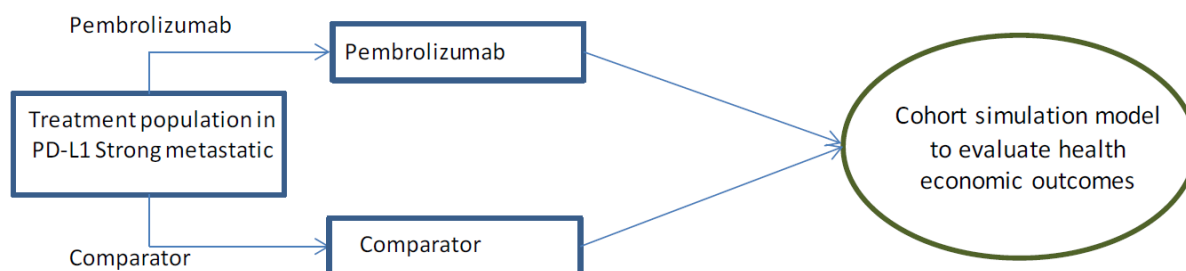 Pembrolizumab
Pembrolizumab
Treatment population in
PD-L1 Strong metastatic
Cohort simulation model
to evaluate health
economic outcomes
Comparator
Comparator